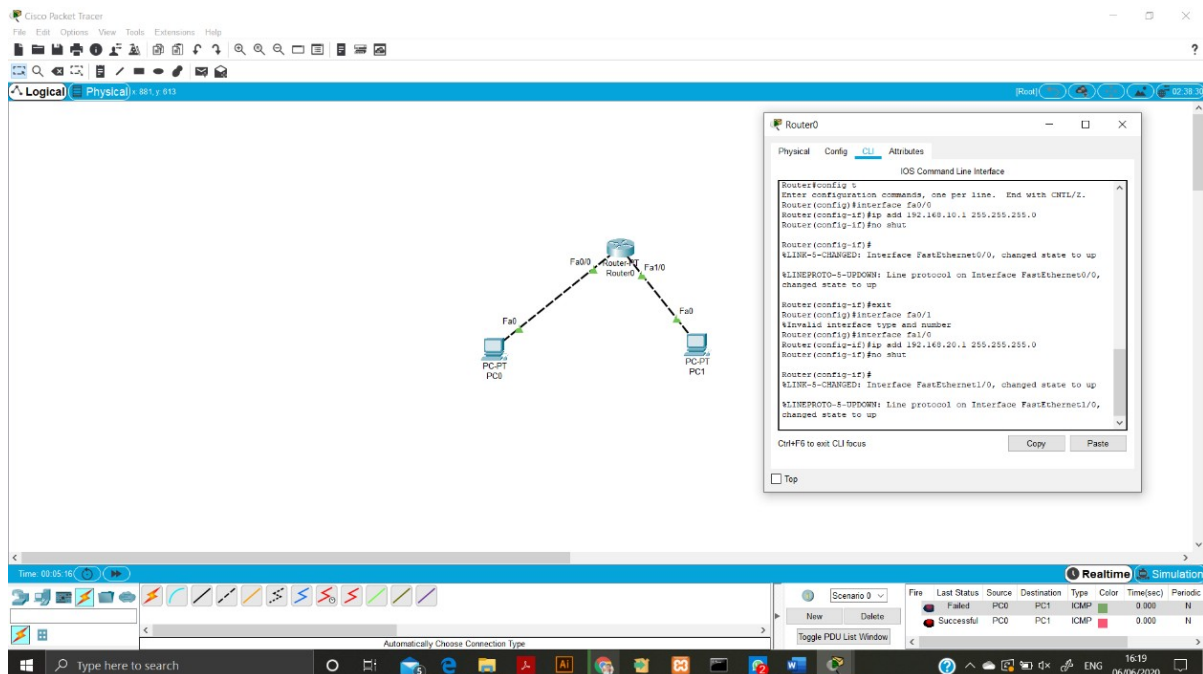 Cisco Packet Tracer
File Edit Options View Tools Extensions Help
?
Logical Physical x: 881, y: 613 [Root] 02:38:30
Router0
Physical Config CLI Attributes
IOS Command Line Interface
Router#config t
Enter configuration commands, one per line. End with CNTL/Z.
Router(config)#interface fa0/0
Router(config-if)#ip add 192.168.10.1 255.255.255.0
Router(config-if)#no shut
Router(config-if)#
%LINK-5-CHANGED: Interface FastEthernet0/0, changed state to up
%LINEPROTO-5-UPDOWN: Line protocol on Interface FastEthernet0/0,
changed state to up
Router(config-if)#exit
Router(config)#interface fa0/1
%Invalid interface type and number
Router(config)#interface fa1/0
Router(config-if)#ip add 192.168.20.1 255.255.255.0
Router(config-if)#no shut
Router(config-if)#
%LINK-5-CHANGED: Interface FastEthernet1/0, changed state to up
%LINEPROTO-5-UPDOWN: Line protocol on Interface FastEthernet1/0,
changed state to up
Ctrl+F6 to exit CLI focus Copy Paste
Top
Fa0/0 Router-PT Fa1/0
Router0
Fa0 Fa0
PC-PT
PC0
PC-PT
PC1
Time: 00:05:16 Realtime Simulation
Scenario 0
New Delete
Toggle PDU List Window
Fire Last Status Source Destination Type Color Time(sec) Periodic
Failed PC0 PC1 ICMP 0.000 N
Successful PC0 PC1 ICMP 0.000 N
Automatically Choose Connection Type
Type here to search
ENG 16:19
06/06/2020